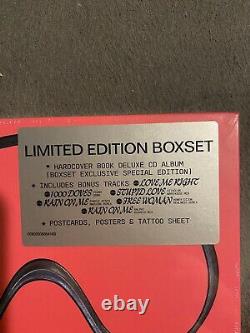 LIMITED EDITION BOXSET
• HARDCOVER BOOK DELUXE CD ALBUM
(BOXSET EXCLUSIVE SPECIAL EDITION)
• INCLUDES BONUS TRACKS • LOVE ME RIGHT
• 1000 DOVES • STUPID LOVE
• RAIN ON ME • FREE WOMAN
• RAIN ON ME
• POSTCARDS, POSTERS & TATTOO SHEET